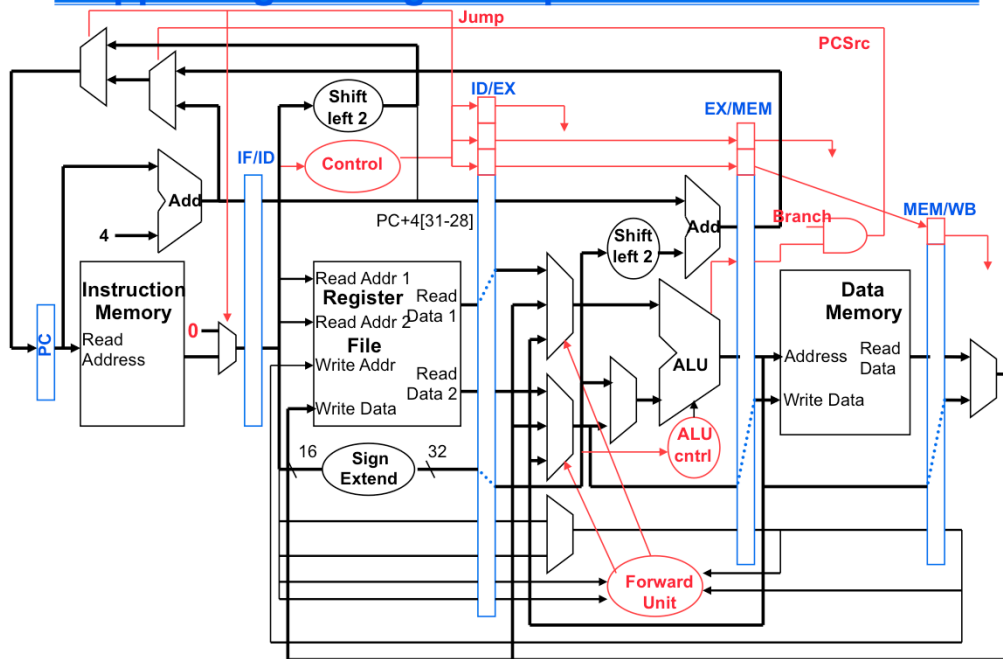 Jump
PCSrc
ID/EX
EX/MEM
Shift
left 2
IF/ID
Control
MEM/WB
Add
PC+4[31-28]
Branch
Add
Shift
left 2
4
Instruction
Memory
Read Addr 1
Register
Read
Data 1
Read Addr 2
File
Data
Memory
PC
Read
Address
0
Write Addr
Read
Data 2
Write Data
ALU
Address
Read
Data
Write Data
ALU
cntrl
16
Sign
Extend
32
Forward
Unit